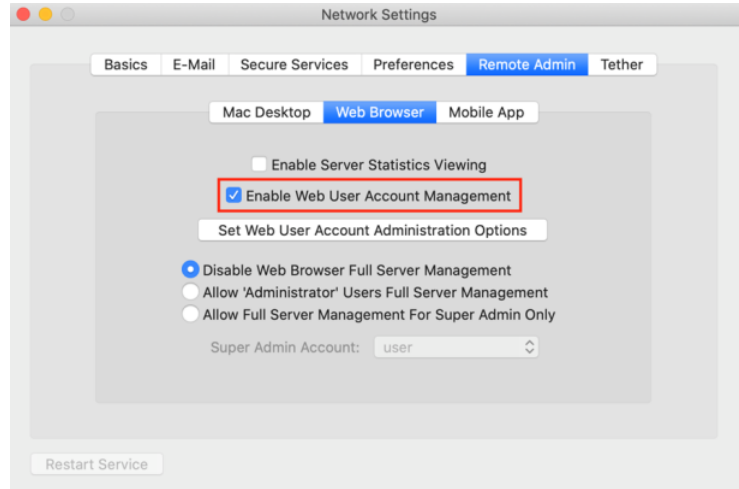 Network Settings
Basics E-Mail Secure Services Preferences Remote Admin Tether
Mac Desktop Web Browser Mobile App
Enable Server Statistics Viewing
Enable Web User Account Management
Set Web User Account Administration Options
Disable Web Browser Full Server Management
Allow 'Administrator' Users Full Server Management
Allow Full Server Management For Super Admin Only
Super Admin Account: user
Restart Service